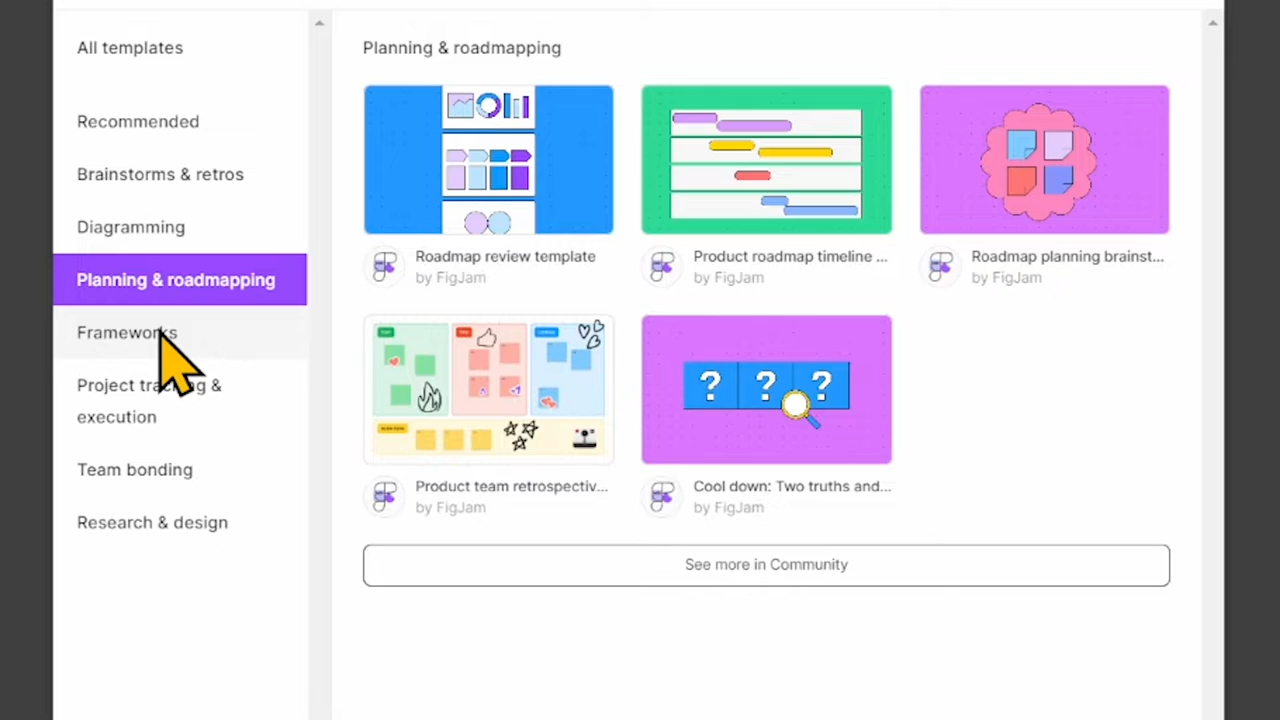 All templates
Recommended
Brainstorms & retros
Diagramming
Planning & roadmapping
Frameworks
Project tracking &
execution
Team bonding
Research & design
Planning & roadmapping
Roadmap review template
by FigJam
Product roadmap timeline ...
by FigJam
Roadmap planning brainst...
by FigJam
Product team retrospectiv...
by FigJam
? ? ?
Cool down: Two truths and...
by FigJam
See more in Community